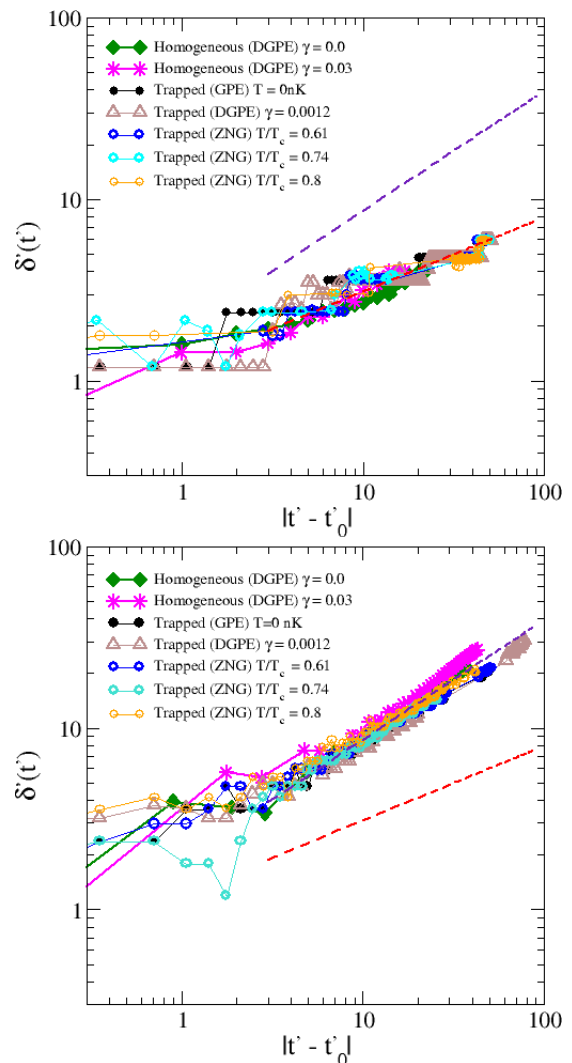 100
10
1
δ'(t')
Homogeneous (DGPE) γ = 0.0
Homogeneous (DGPE) γ = 0.03
Trapped (GPE) T = 0nK
Trapped (DGPE) γ = 0.0012
Trapped (ZNG) T/T_c = 0.61
Trapped (ZNG) T/T_c = 0.74
Trapped (ZNG) T/T_c = 0.8
1 10 100
|t' - t'_0|
100
10
1
δ'(t')
Homogeneous (DGPE) γ = 0.0
Homogeneous (DGPE) γ = 0.03
Trapped (GPE) T=0 nK
Trapped (DGPE) γ = 0.0012
Trapped (ZNG) T/T_c = 0.61
Trapped (ZNG) T/T_c = 0.74
Trapped (ZNG) T/T_c = 0.8
1 10 100
|t' - t'_0|